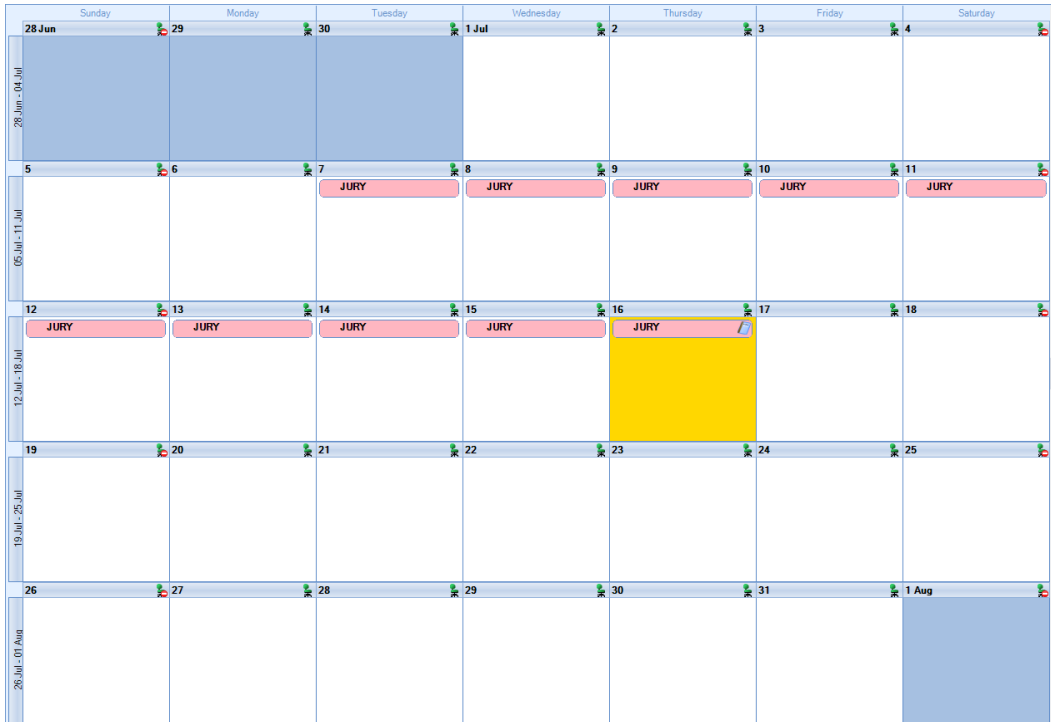 Sunday Monday Tuesday Wednesday Thursday Friday Saturday
28 Jun 29 30 1 Jul 2 3 4
28 Jun - 04 Jul
5 6 7 8 9 10 11
JURY JURY JURY JURY JURY
05 Jul - 11 Jul
12 13 14 15 16 17 18
JURY JURY JURY JURY JURY
12 Jul - 18 Jul
19 20 21 22 23 24 25
19 Jul - 25 Jul
26 27 28 29 30 31 1 Aug
26 Jul - 01 Aug